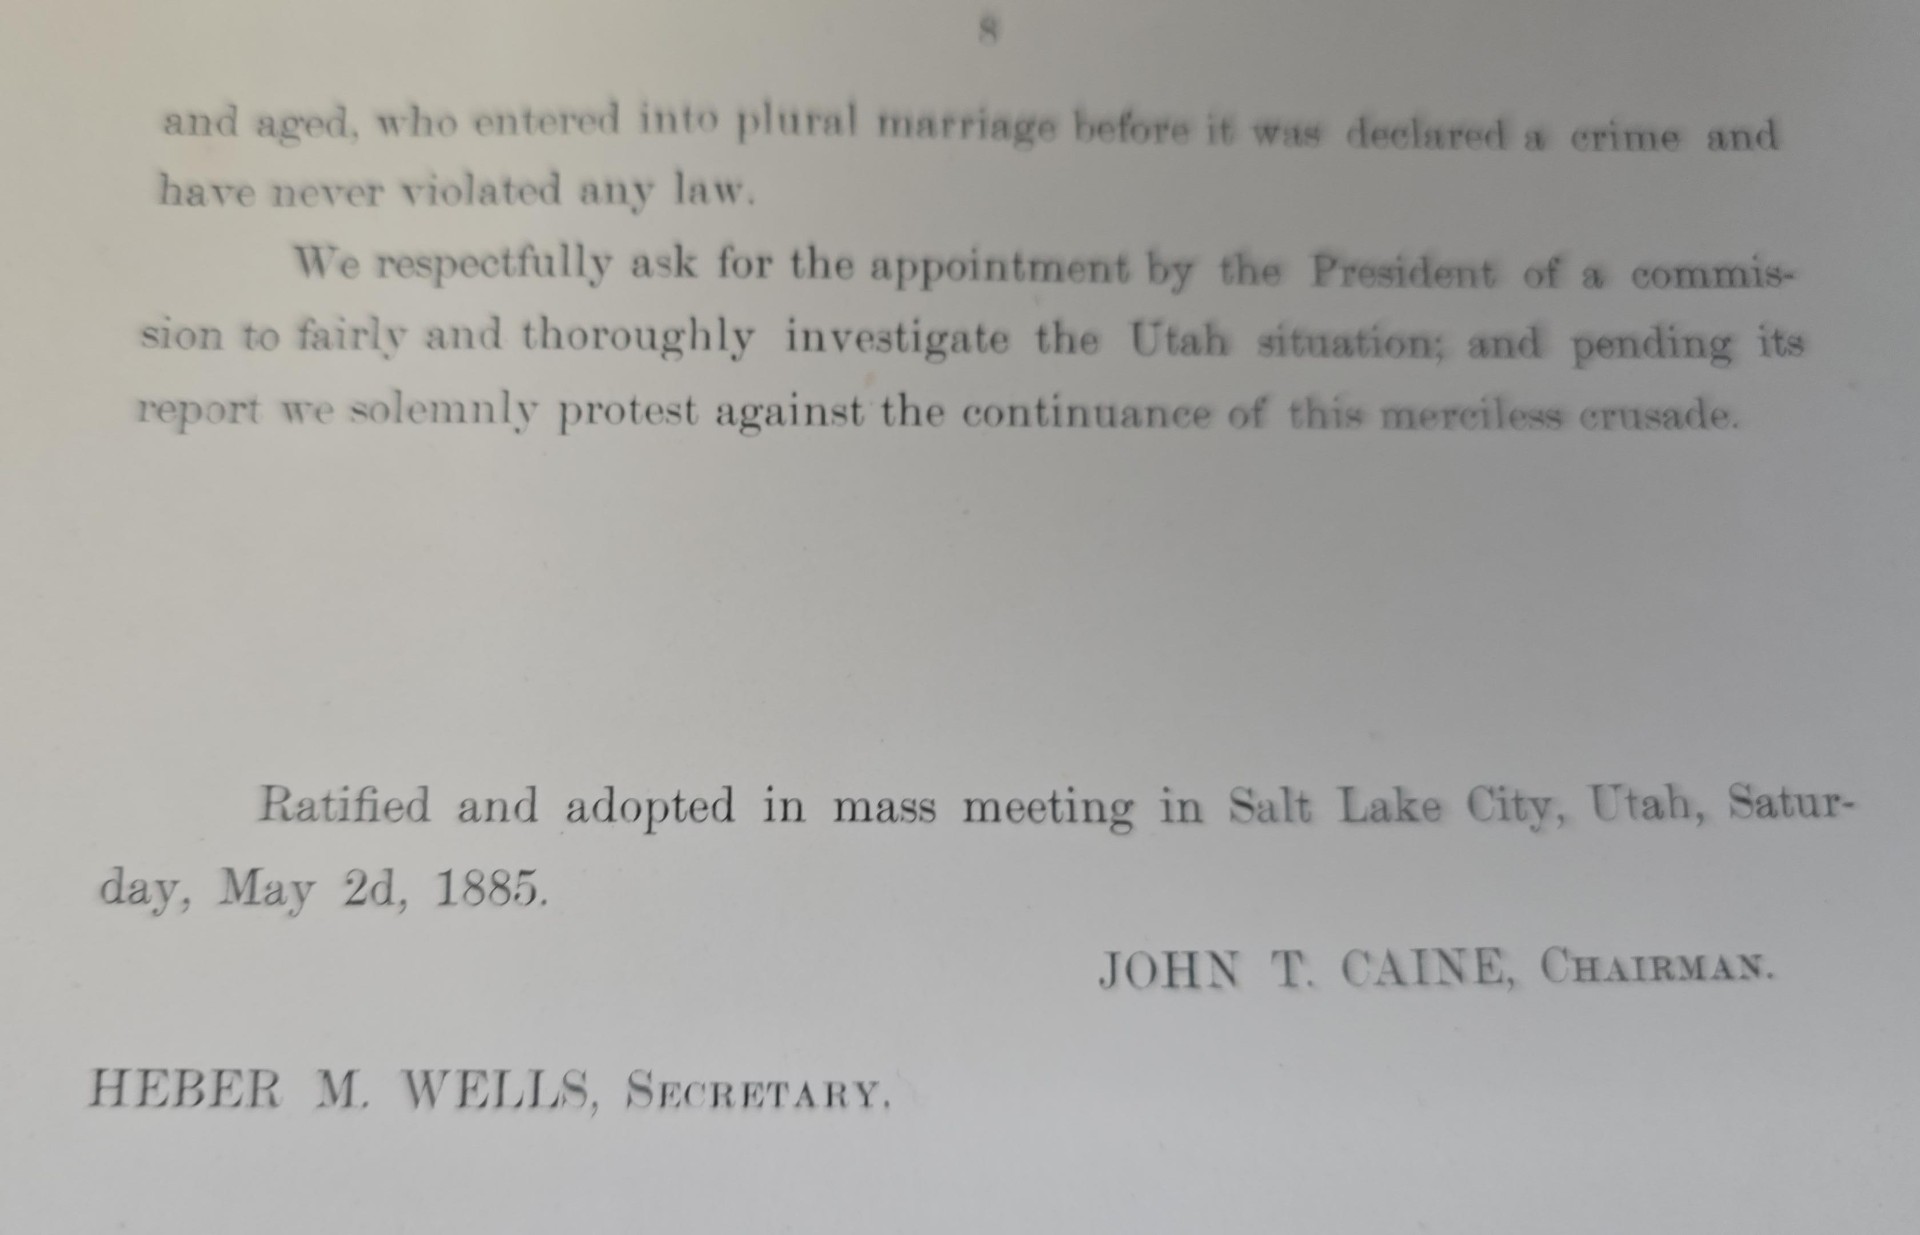 8
and aged, who entered into plural marriage before it was declared a crime and
have never violated any law.
We respectfully ask for the appointment by the President of a commis-
sion to fairly and thoroughly investigate the Utah situation; and pending its
report we solemnly protest against the continuance of this merciless crusade.
Ratified and adopted in mass meeting in Salt Lake City, Utah, Satur-
day, May 2d, 1885.
JOHN T. CAINE, CHAIRMAN.
HEBER M. WELLS, SECRETARY.